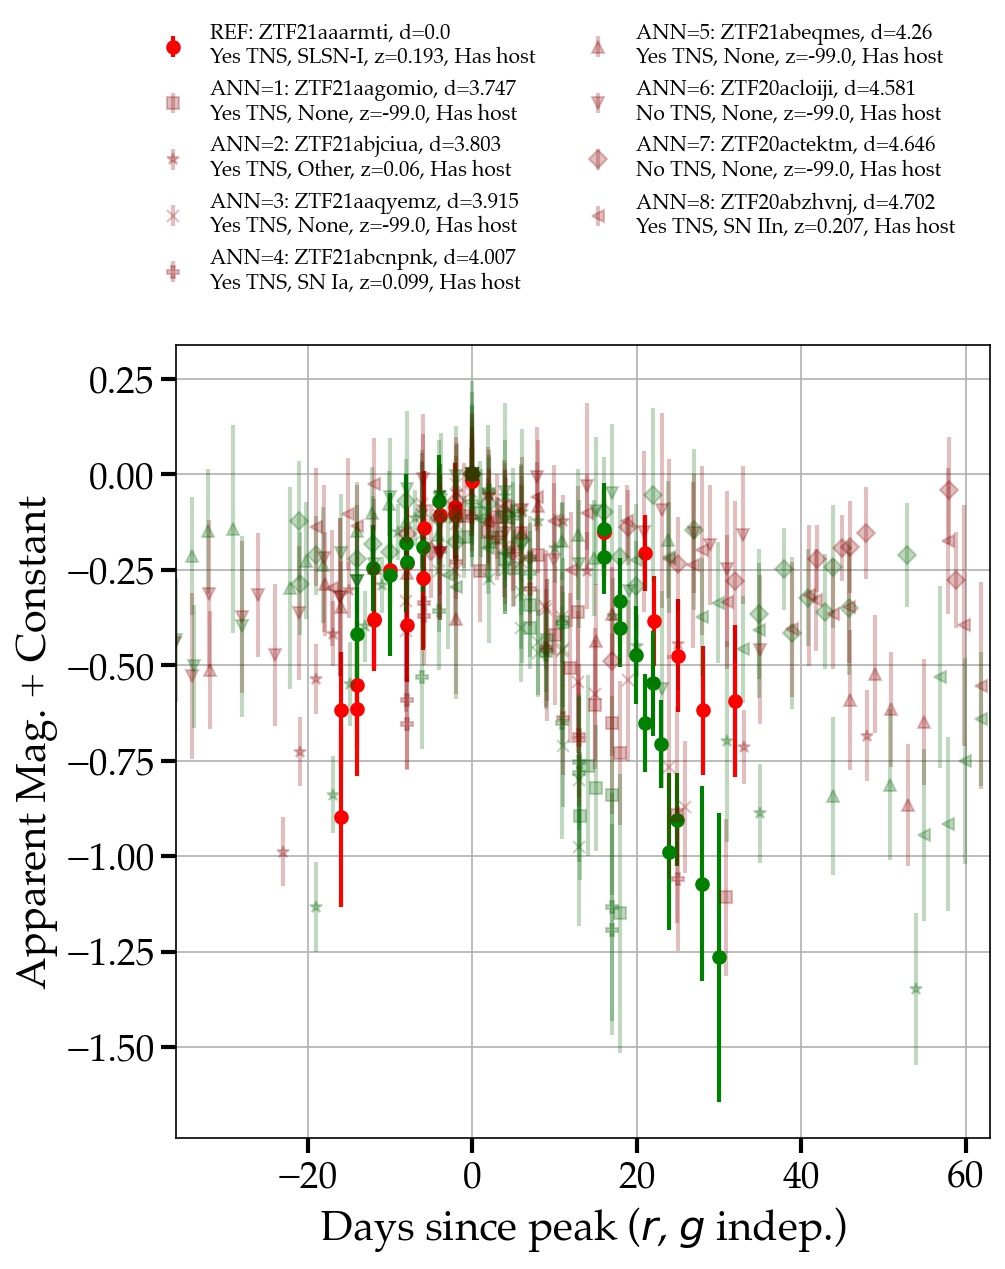 REF: ZTF21aaarmti, d=0.0
Yes TNS, SLSN-I, z=0.193, Has host
ANN=1: ZTF21aagomio, d=3.747
Yes TNS, None, z=-99.0, Has host
ANN=2: ZTF21abjciua, d=3.803
Yes TNS, Other, z=0.06, Has host
ANN=3: ZTF21aaqyemz, d=3.915
Yes TNS, None, z=-99.0, Has host
ANN=4: ZTF21abcnpnk, d=4.007
Yes TNS, SN Ia, z=0.099, Has host
ANN=5: ZTF21abeqmes, d=4.26
Yes TNS, None, z=-99.0, Has host
ANN=6: ZTF20acloiji, d=4.581
No TNS, None, z=-99.0, Has host
ANN=7: ZTF20actektm, d=4.646
No TNS, None, z=-99.0, Has host
ANN=8: ZTF20abzhvnj, d=4.702
Yes TNS, SN IIn, z=0.207, Has host
Apparent Mag. + Constant
0.25
0.00
−0.25
−0.50
−0.75
−1.00
−1.25
−1.50
−20
0
20
40
60
Days since peak (r, g indep.)